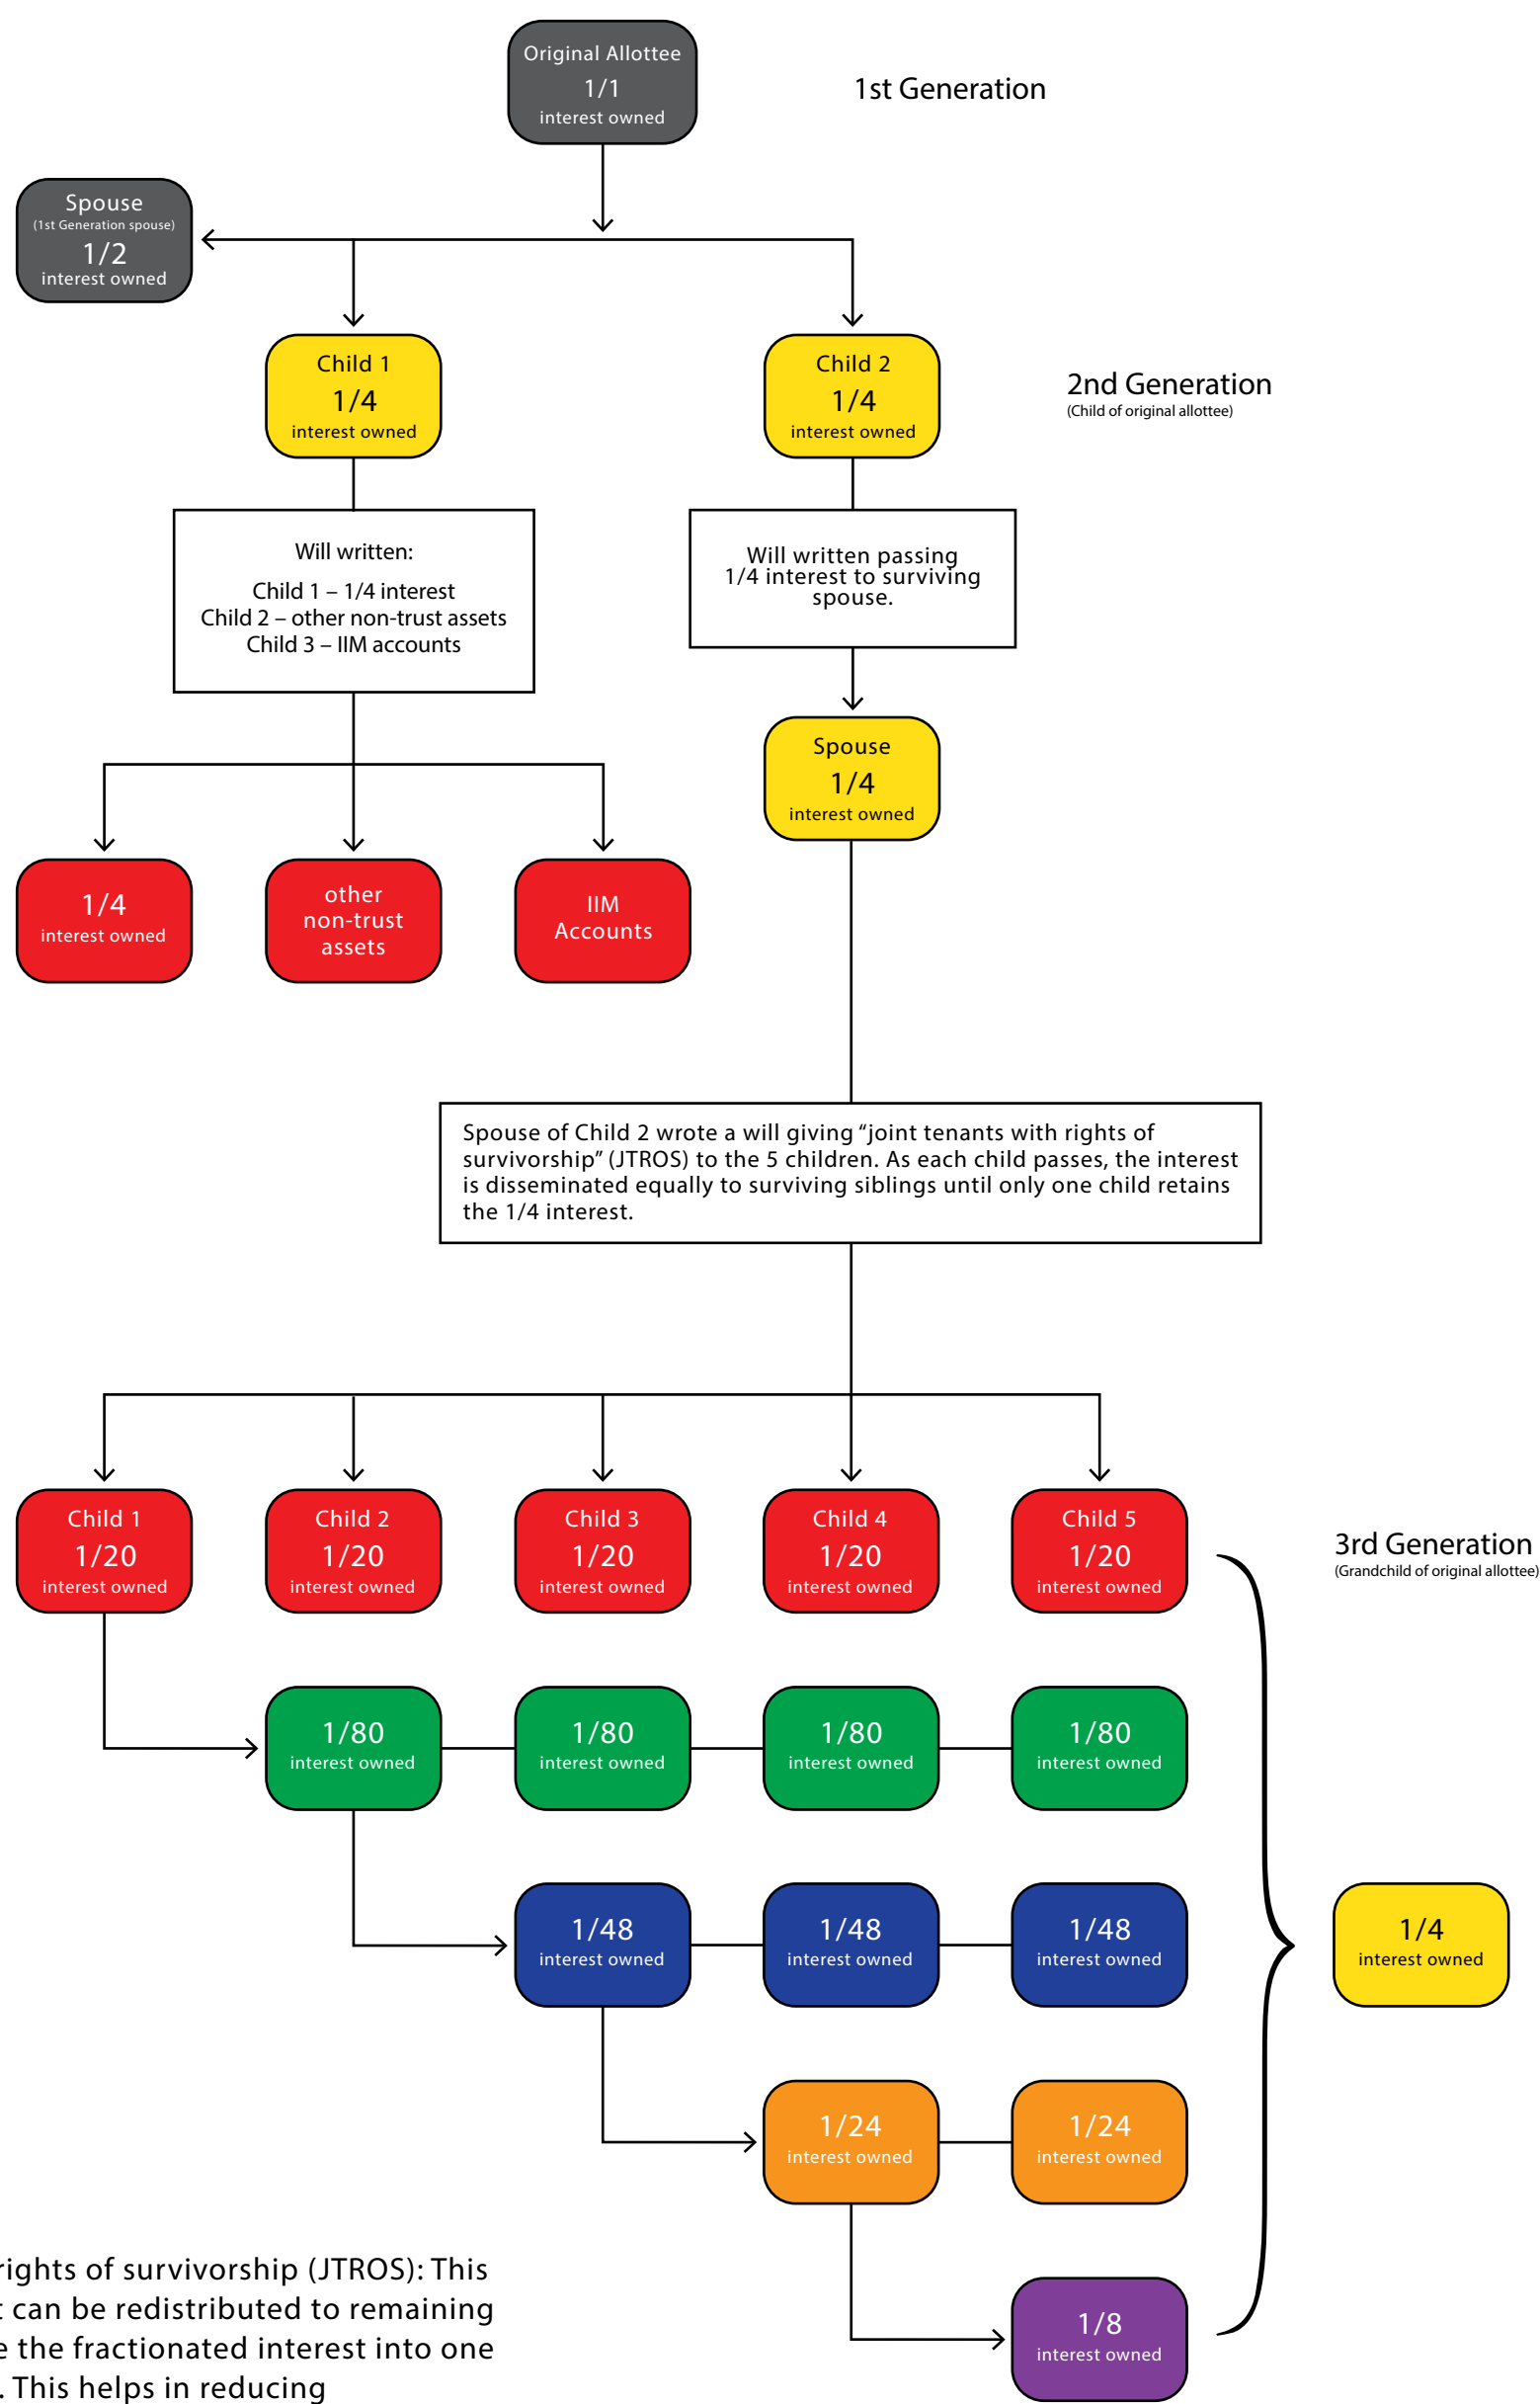 Original Allottee
1/1
interest owned
1st Generation
Spouse
(1st Generation spouse)
1/2
interest owned
Child 1
1/4
interest owned
Child 2
1/4
interest owned
2nd Generation
(Child of original allottee)
Will written:
Child 1 – 1/4 interest
Child 2 – other non-trust assets
Child 3 – IIM accounts
Will written passing
1/4 interest to surviving
spouse.
Spouse
1/4
interest owned
1/4
interest owned
other
non-trust
assets
IIM
Accounts
Spouse of Child 2 wrote a will giving “joint tenants with rights of
survivorship” (JTROS) to the 5 children. As each child passes, the interest
is disseminated equally to surviving siblings until only one child retains
the 1/4 interest.
Child 1
1/20
interest owned
Child 2
1/20
interest owned
Child 3
1/20
interest owned
Child 4
1/20
interest owned
Child 5
1/20
interest owned
3rd Generation
(Grandchild of original allottee)
1/80
interest owned
1/80
interest owned
1/80
interest owned
1/80
interest owned
1/48
interest owned
1/48
interest owned
1/48
interest owned
1/4
interest owned
1/24
interest owned
1/24
interest owned
rights of survivorship (JTROS): This
t can be redistributed to remaining
e the fractionated interest into one
. This helps in reducing
1/8
interest owned